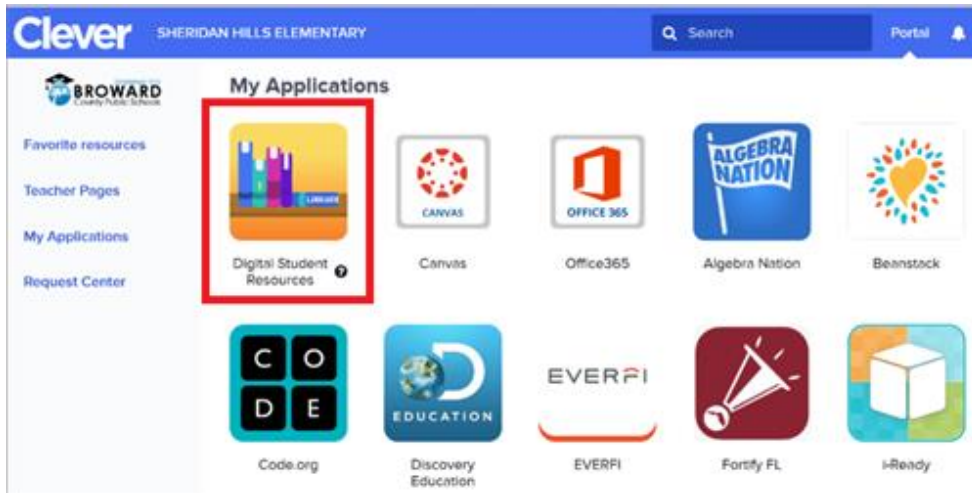 Clever
SHERIDAN HILLS ELEMENTARY
Search
Portal
BROWARD
County Public Schools
Favorite resources
Teacher Pages
My Applications
Request Center
My Applications
LIBRARY
CANVAS
OFFICE 365
ALGEBRA
NATION
Digital Student
Resources
?
Canvas
Office365
Algebra Nation
Beanstack
C O
D E
EDUCATION
EVERFI
Code.org
Discovery
Education
EVERFI
Fortify FL
i-Ready